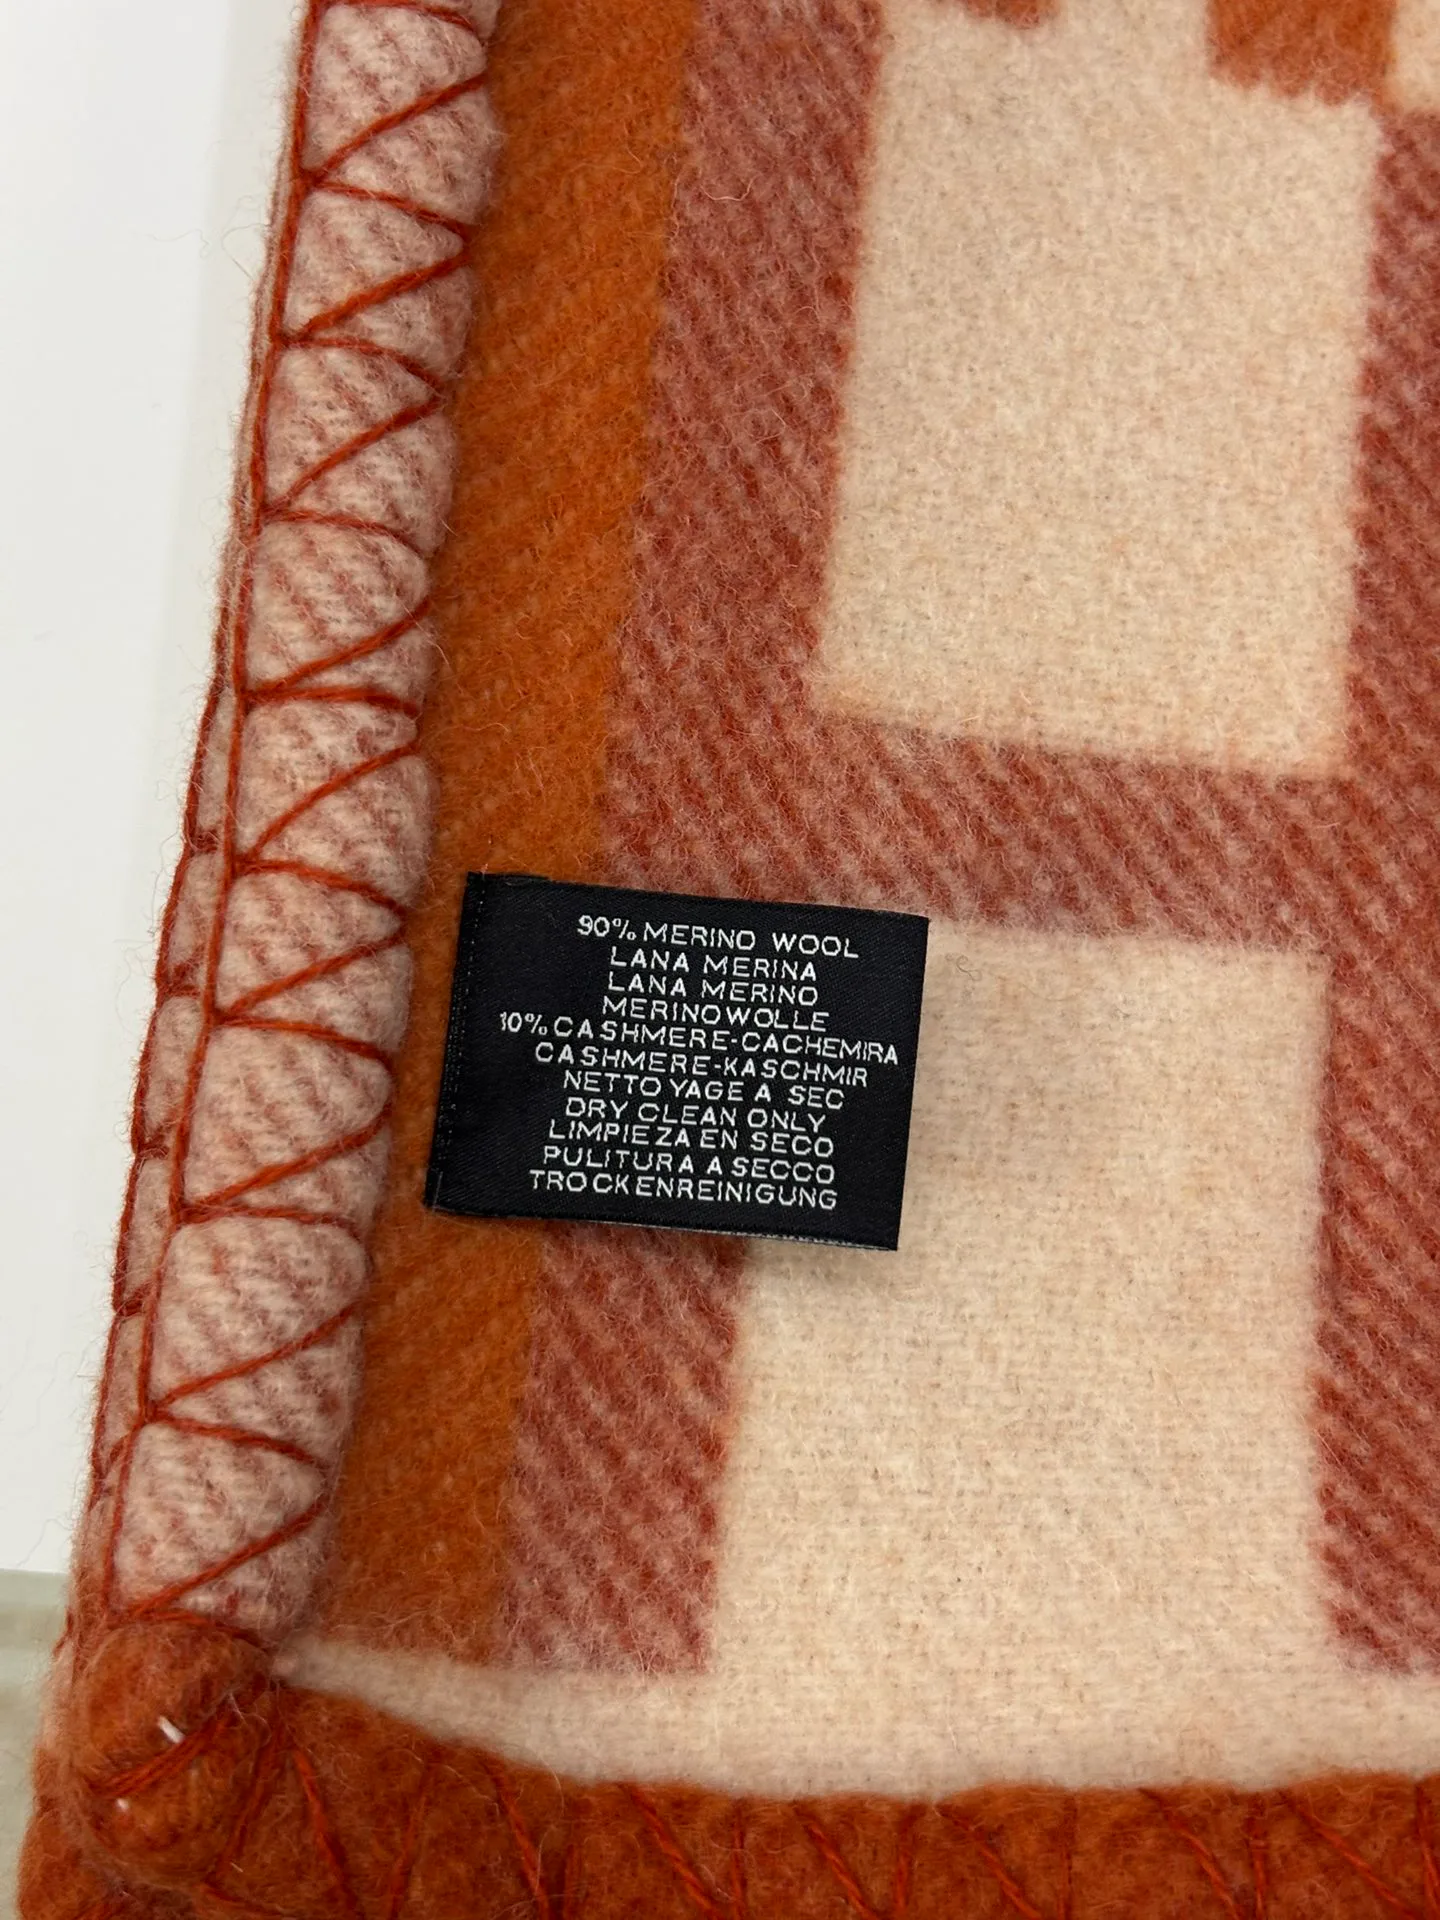 90% MERINO WOOL
LANA MERINA
LANA MERINO
MERINOWOLLE
10% CASHMERE-CACHEMIRA
CASHMERE-KASCHMIR
NETTOYAGE A SEC
DRY CLEAN ONLY
LIMPIEZA EN SECO
PULITURA A SECCO
TROCKENREINIGUNG